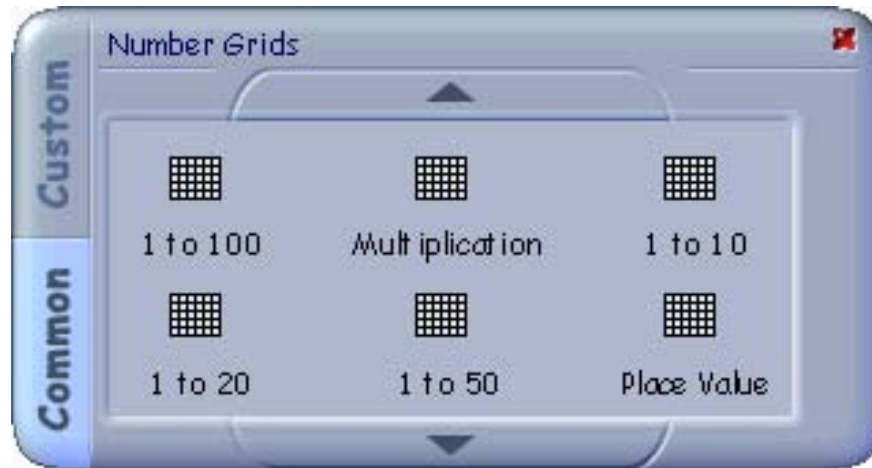 Number Grids
Custom
Common
1 to 100 Multiplication 1 to 10
1 to 20 1 to 50 Place Value